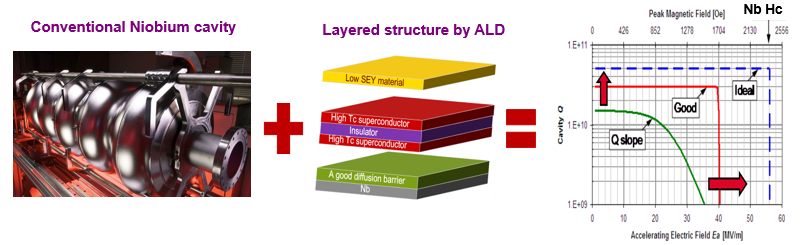 Conventional Niobium cavity
Layered structure by ALD
Low SEY material
High Tc superconductor
Insulator
High Tc superconductor
A good diffusion barrier
Nb
Nb Hc
Peak Magnetic Field [Oe]
0 426 852 1278 1704 2130 2556
1.E+11
1.E+10
1.E+09
Cavity Q
Ideal
Good
Q slope
0 10 20 30 40 50 60
Accelerating Electric Field Ea [MV/m]